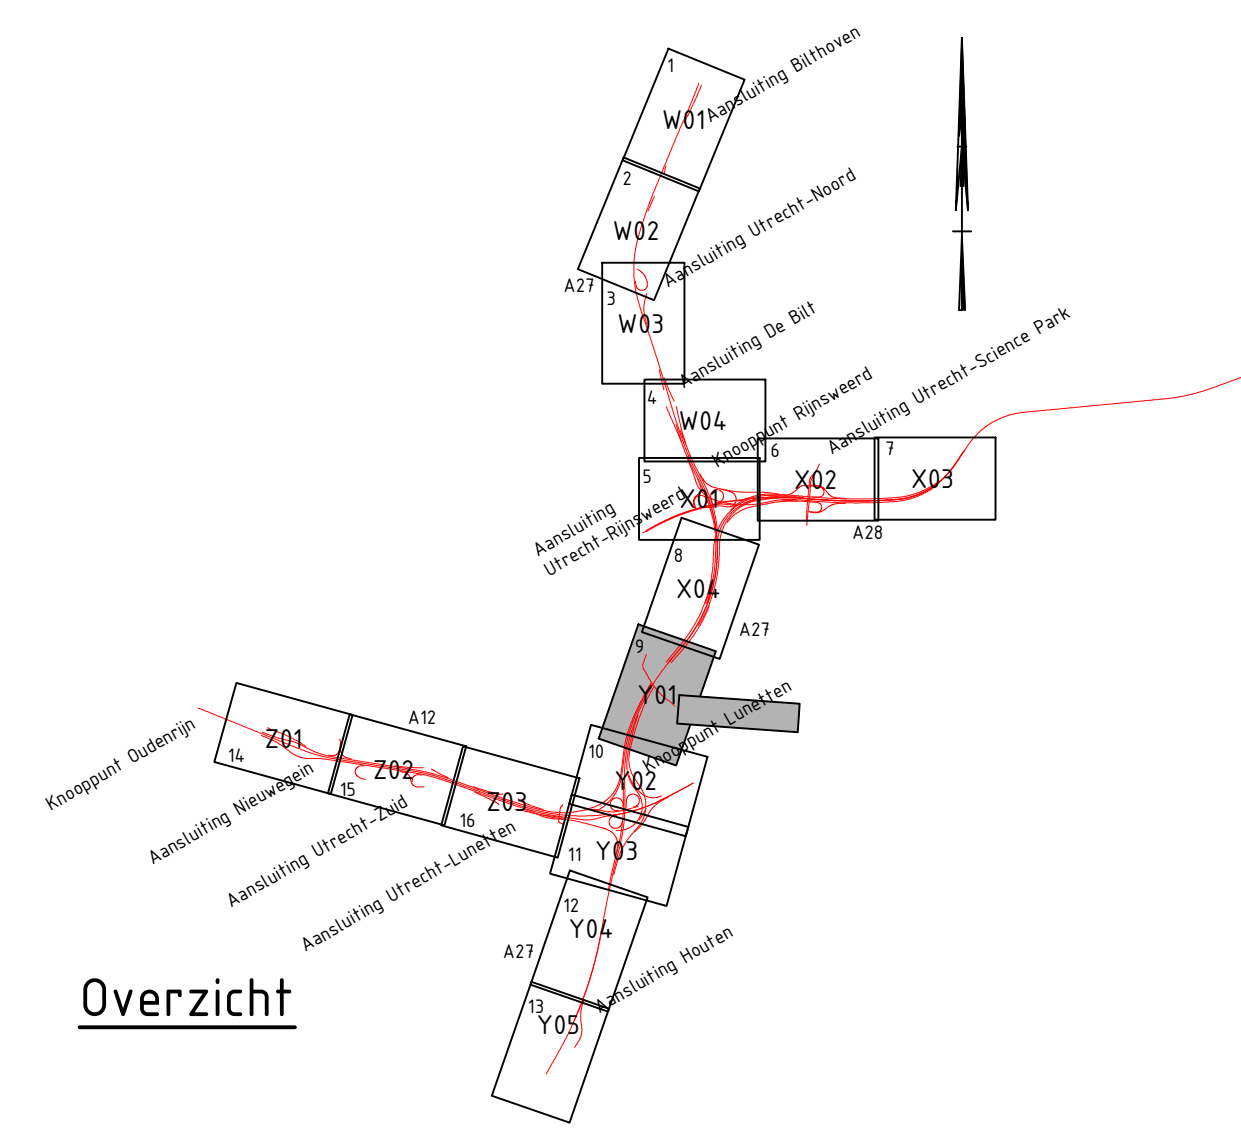 1
Aansluiting Bilthoven
W01
2
Aansluiting Utrecht-Noord
W02
A27
3
W03
Aansluiting De Bilt
4
W04
Knooppunt Rijnsweerd
Aansluiting Utrecht-Science Park
5
X01
6
X02
7
X03
A28
Aansluiting
Utrecht-Rijnsweerd
8
X04
A27
9
Y01
Knooppunt Lunetten
10
Y02
A12
Knooppunt Oudenrijn
14
Z01
Aansluiting Nieuwegein
15
Z02
Aansluiting Utrecht-Zuid
16
Z03
Aansluiting Utrecht-Lunetten
11
Y03
12
Y04
A27
Aansluiting Houten
13
Y05
Overzicht